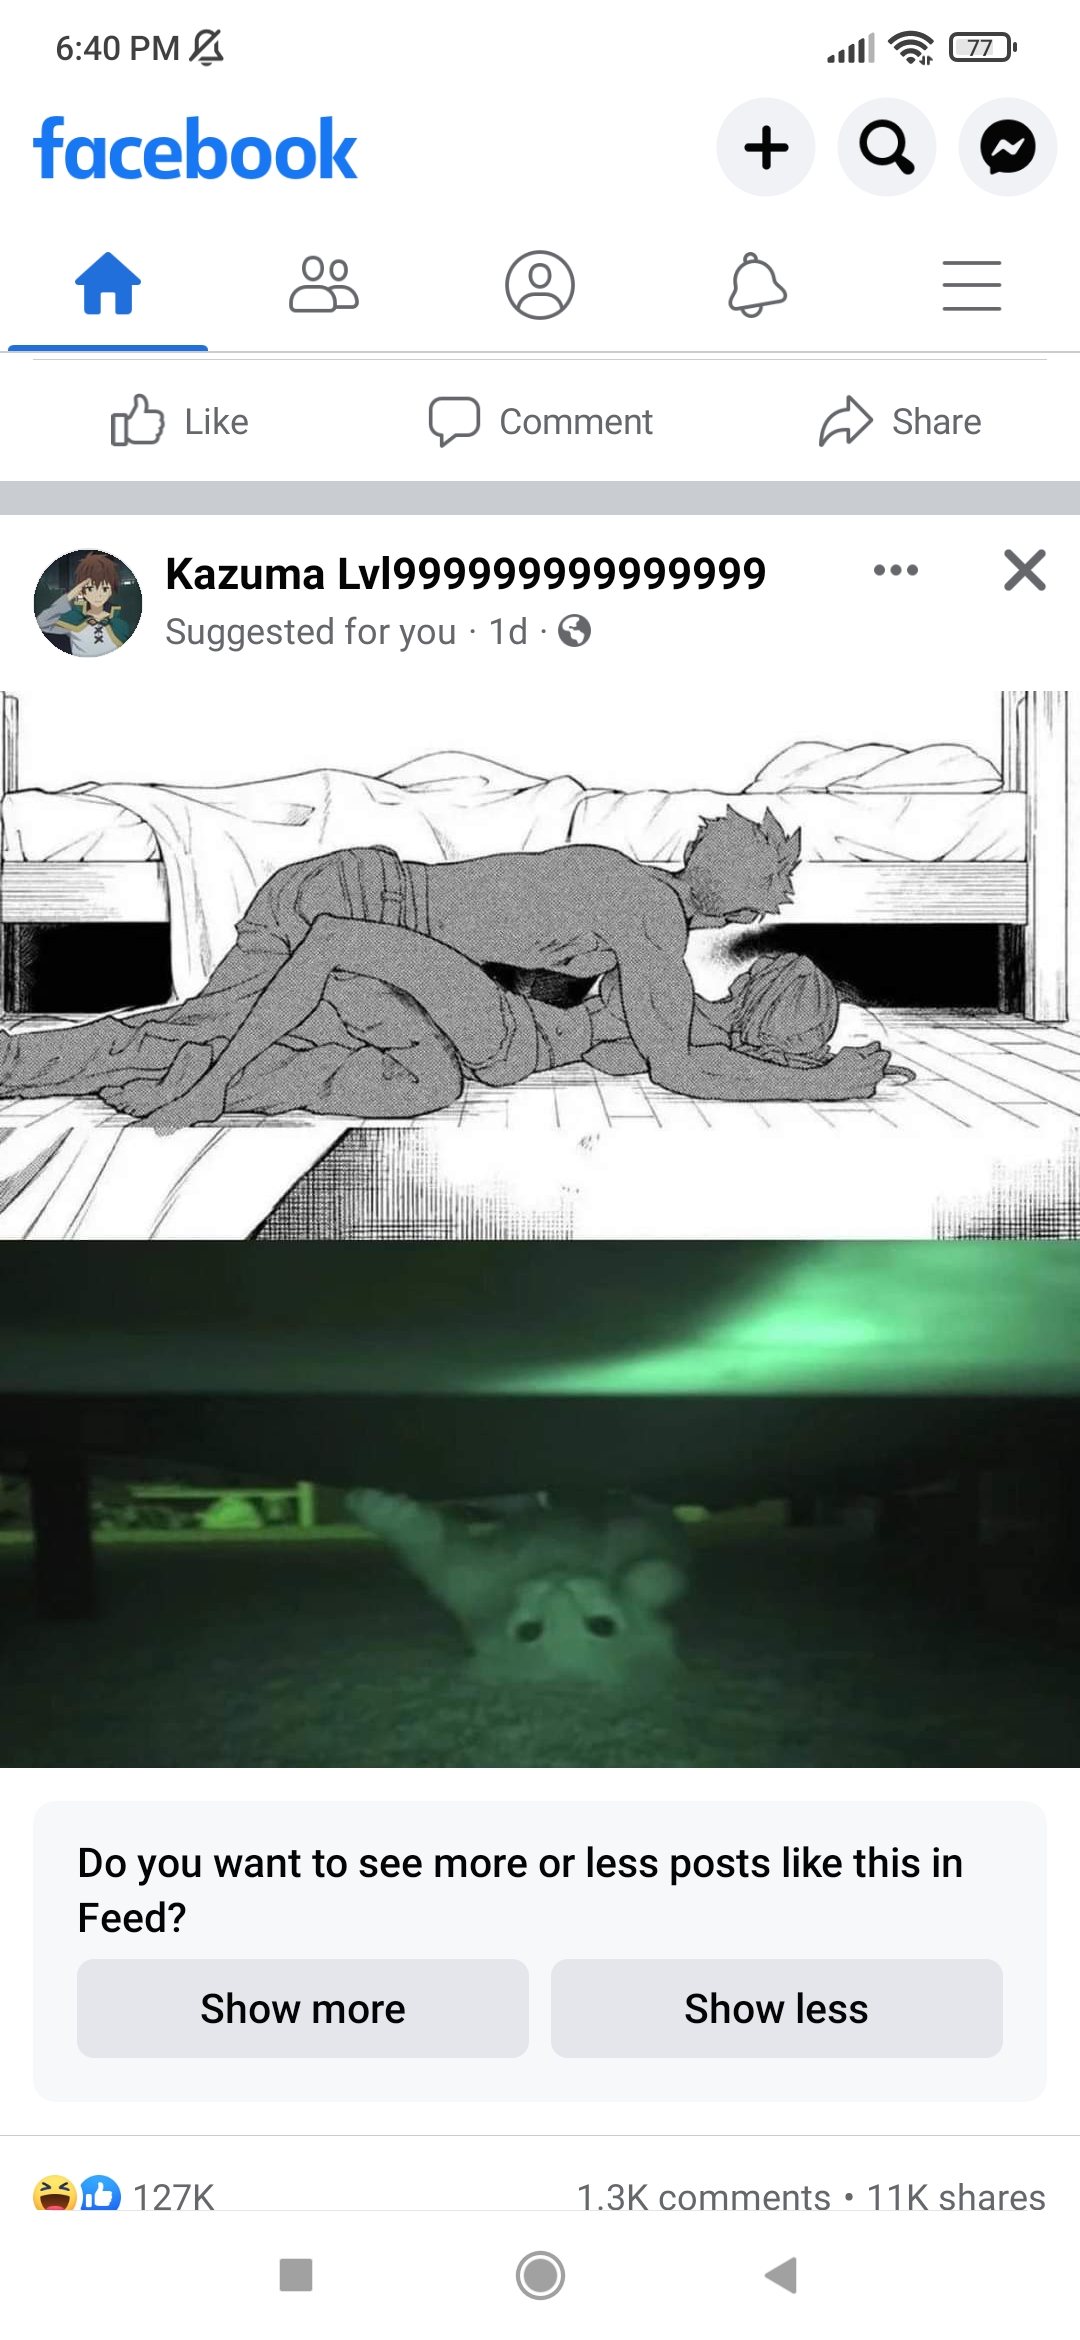 6:40 PM
77
facebook
Like
Comment
Share
Kazuma Lvl999999999999999
Suggested for you · 1d ·
Do you want to see more or less posts like this in
Feed?
Show more
Show less
127K
1.3K comments • 11K shares